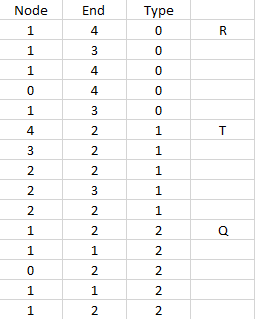 Node End Type
1 4 0 R
1 3 0
1 4 0
0 4 0
1 3 0
4 2 1 T
3 2 1
2 2 1
2 3 1
2 2 1
1 2 2 Q
1 1 2
0 2 2
1 1 2
1 2 2